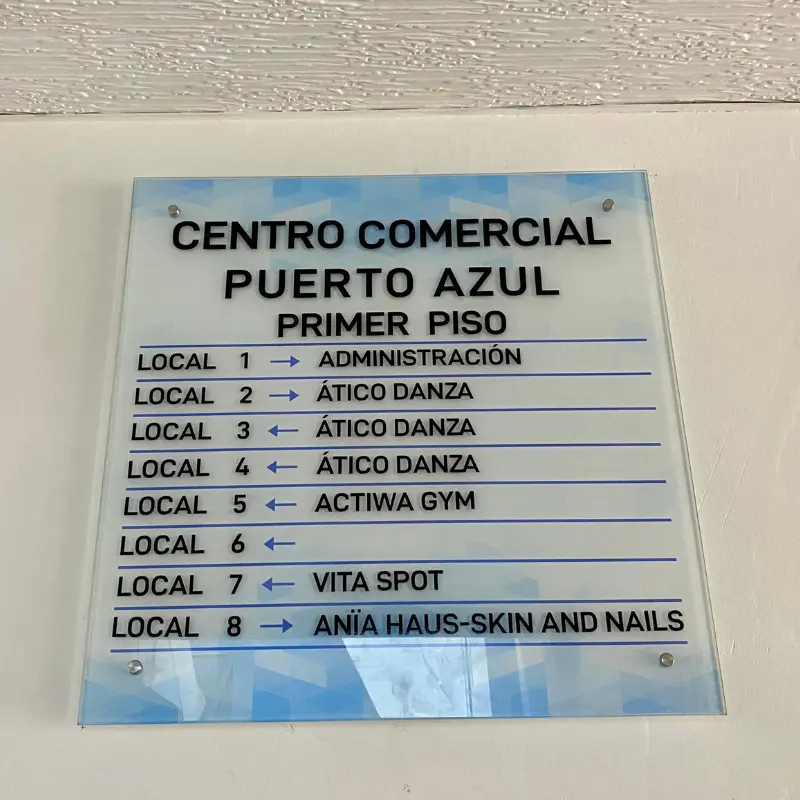 CENTRO COMERCIAL
PUERTO AZUL
PRIMER PISO
LOCAL 1 → ADMINISTRACIÓN
LOCAL 2 → ÁTICO DANZA
LOCAL 3 ← ÁTICO DANZA
LOCAL 4 ← ÁTICO DANZA
LOCAL 5 ← ACTIWA GYM
LOCAL 6 ←
LOCAL 7 ← VITA SPOT
LOCAL 8 → ANÏA HAUS-SKIN AND NAILS